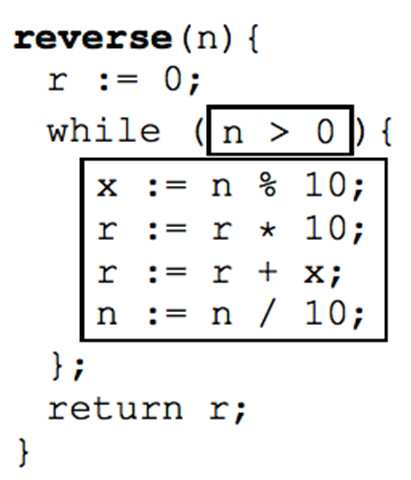 reverse(n){
r := 0;
while (n > 0){
x := n % 10;
r := r * 10;
r := r + x;
n := n / 10;
};
return r;
}